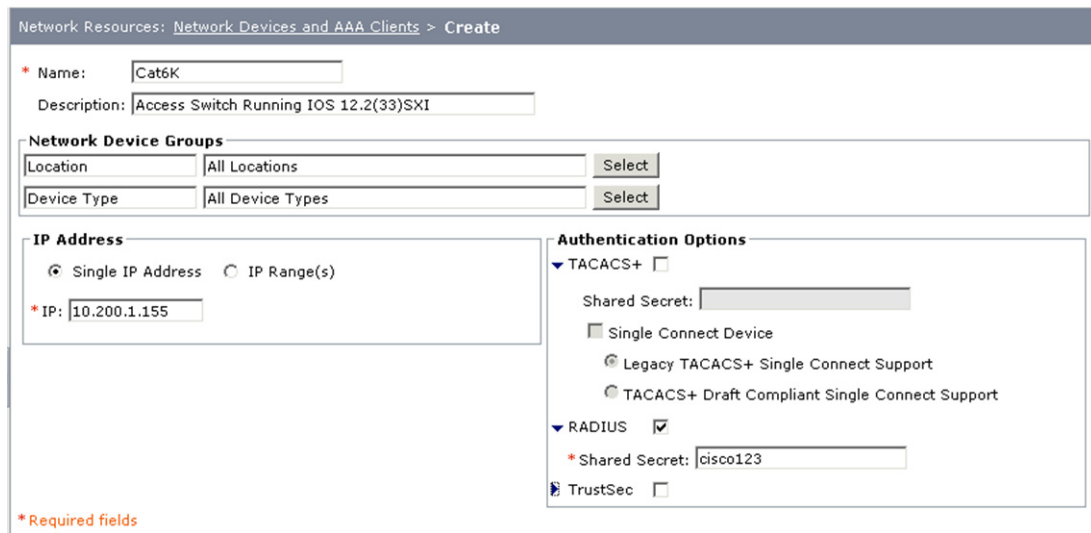 Network Resources: Network Devices and AAA Clients > Create
* Name: Cat6K
Description: Access Switch Running IOS 12.2(33)SXI
Network Device Groups
Location All Locations Select
Device Type All Device Types Select
IP Address
Single IP Address IP Range(s)
* IP: 10.200.1.155
Authentication Options
TACACS+
Shared Secret:
Single Connect Device
Legacy TACACS+ Single Connect Support
TACACS+ Draft Compliant Single Connect Support
RADIUS
* Shared Secret: cisco123
TrustSec
* Required fields